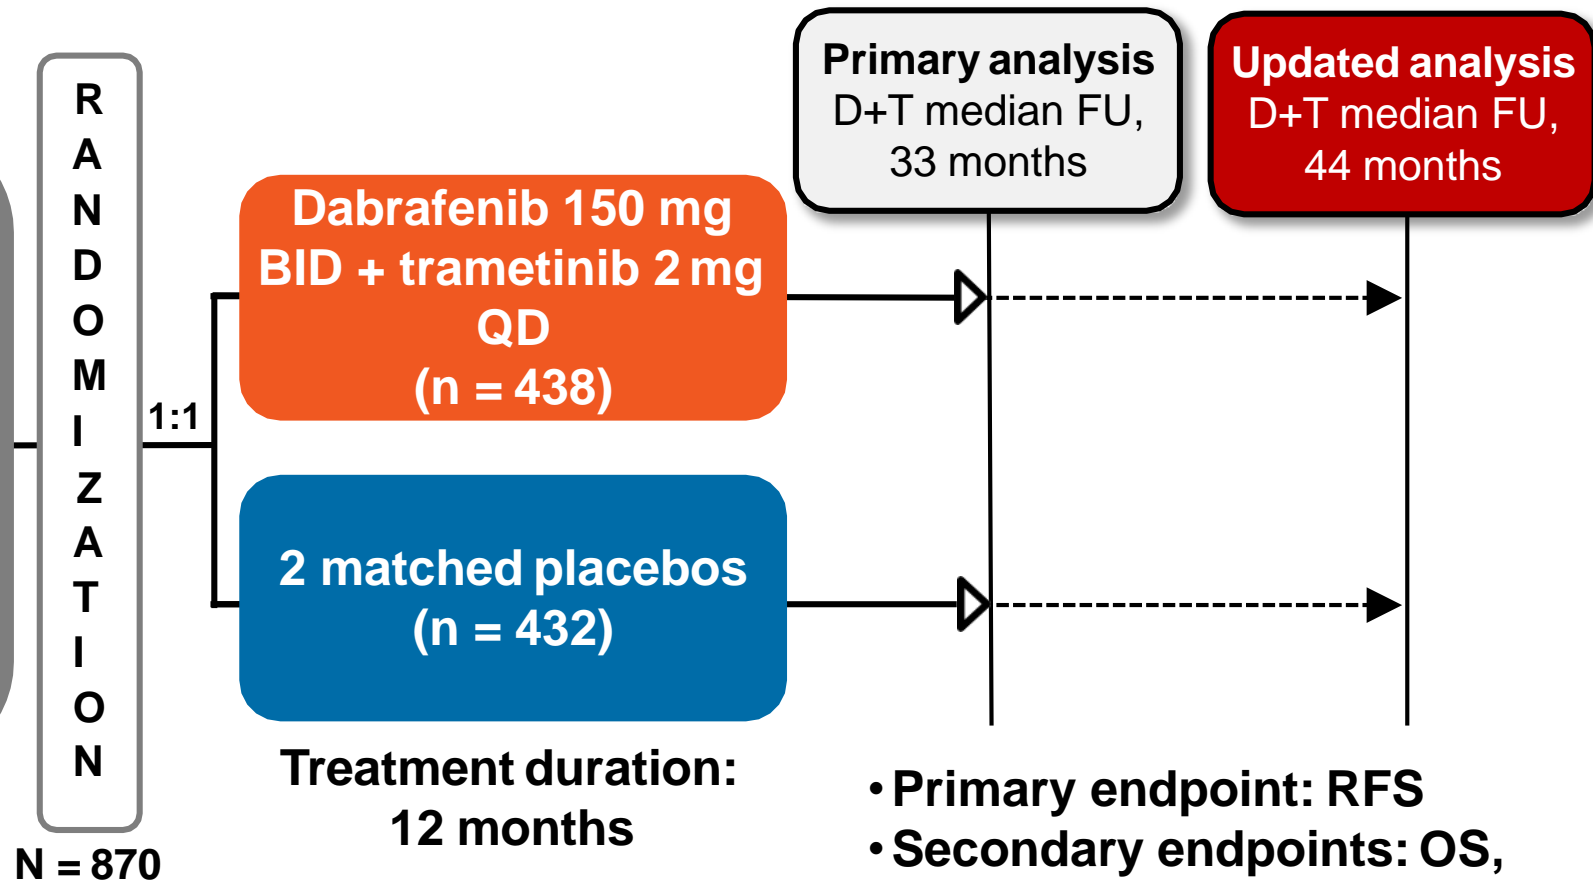 R
A
N
D
O
M
I
Z
A
T
I
O
N
N = 870
1:1
Dabrafenib 150 mg
BID + trametinib 2 mg
QD
(n = 438)
2 matched placebos
(n = 432)
Treatment duration:
12 months
Primary analysis
D+T median FU,
33 months
Updated analysis
D+T median FU,
44 months
• Primary endpoint: RFS
• Secondary endpoints: OS,